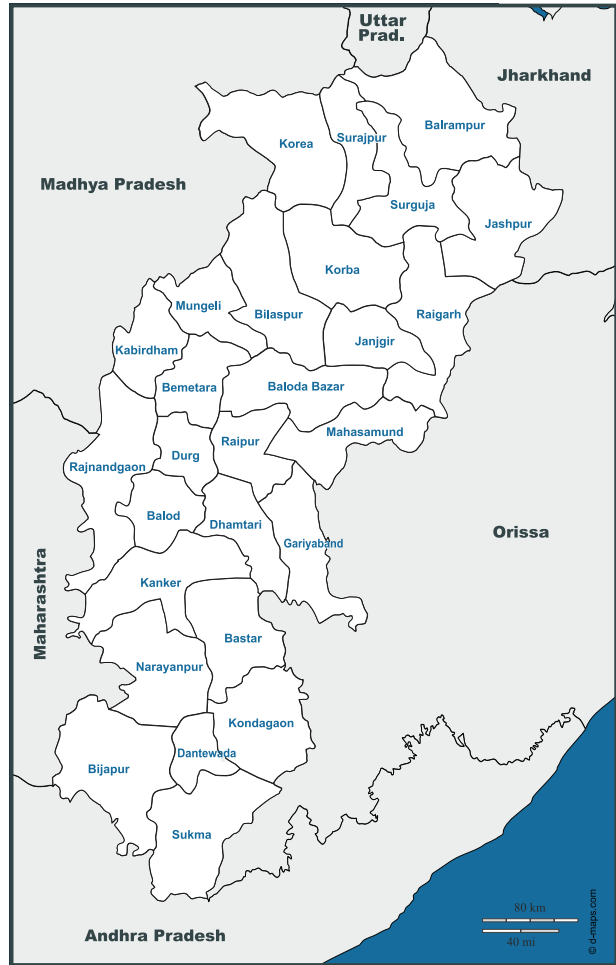 Uttar
Prad.
Jharkhand
Balrampur
Surajpur
Korea
Madhya Pradesh
Surguja
Jashpur
Korba
Mungeli
Bilaspur
Raigarh
Janjgir
Kabirdham
Bemetara
Baloda Bazar
Mahasamund
Raipur
Durg
Rajnandgaon
Balod
Dhamtari
Orissa
Gariyaband
Maharashtra
Kanker
Bastar
Narayanpur
Kondagaon
Dantewada
Bijapur
Sukma
80 km
40 mi
© d-maps.com
Andhra Pradesh